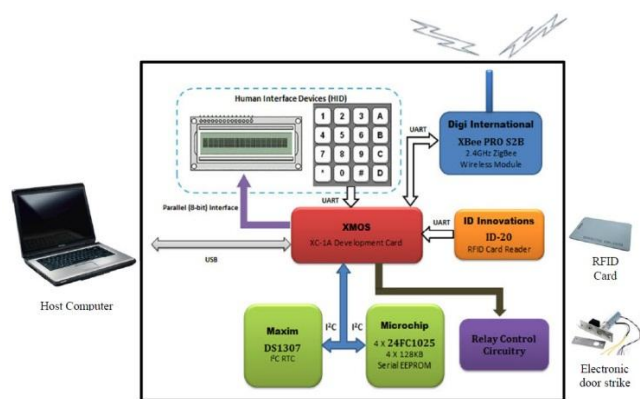 Human Interface Devices (HID)
1 2 3 A
4 5 6 B
7 8 9 C
* 0 # D
UART
Digi International
XBee PRO S2B
2.4GHz ZigBee
Wireless Module
Parallel (8-bit) Interface
UART
XMOS
XC-1A Development Card
UART
ID Innovations
ID-20
RFID Card Reader
USB
Host Computer
RFID
Card
I²C
I²C
Maxim
DS1307
I²C RTC
Microchip
4 X 24FC1025
4 X 128KB
Serial EEPROM
Relay Control
Circuitry
Electronic
door strike